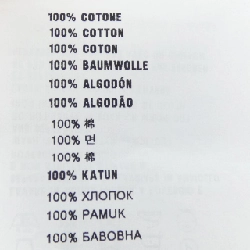 100% COTONE
100% COTTON
100% COTON
100% BAUMWOLLE
100% ALGODÓN
100% ALGODÃO
100% 棉
100% 면
100% 綿
100% KATUN
100% ХЛОПОК
100% PAMUK
100% БАВОВНА